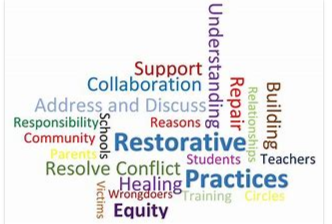 Understanding
Support
Collaboration
Repair
Building
Relationships
Address and Discuss
Responsibility
Schools
Reasons
Community
Restorative
Parents
Students
Teachers
Resolve Conflict
Healing
Practices
Victims
Wrongdoers
Training
Circles
Equity